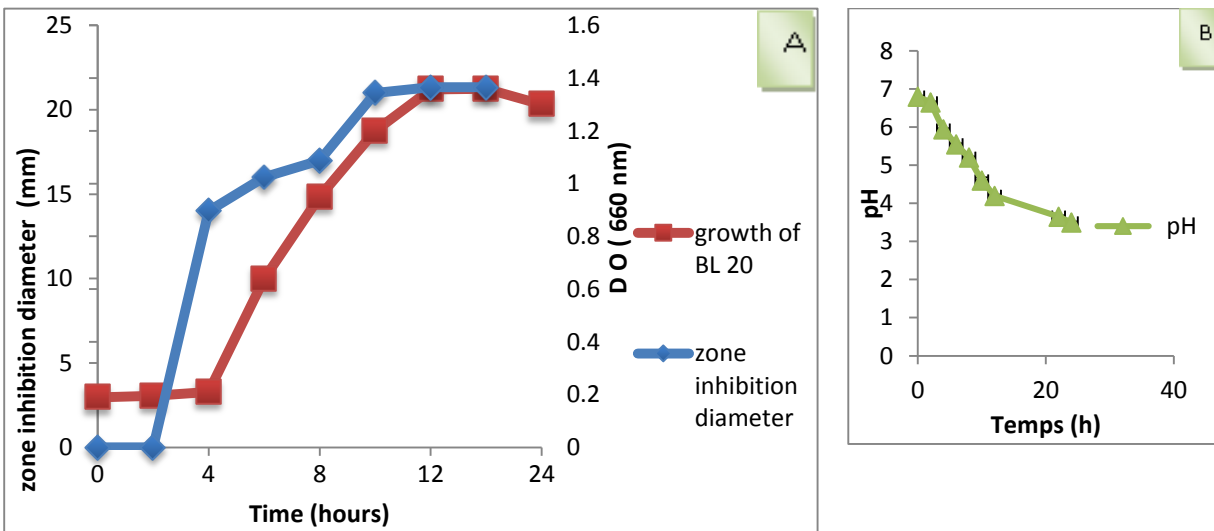 A
25
20
15
10
5
0
zone inhibition diameter (mm)
0
4
8
12
24
Time (hours)
1.6
1.4
1.2
1
0.8
0.6
0.4
0.2
0
D O ( 660 nm)
growth of
BL 20
zone
inhibition
diameter
B
8
7
6
5
4
3
2
1
0
pH
0
20
40
Temps (h)
pH